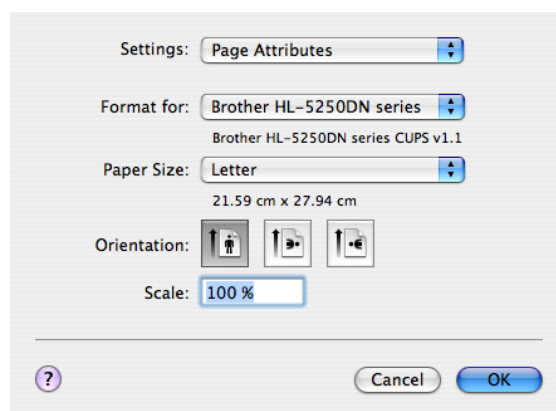 Settings: Page Attributes
Format for: Brother HL-5250DN series
Brother HL-5250DN series CUPS v1.1
Paper Size: Letter
21.59 cm x 27.94 cm
Orientation:
Scale: 100 %
? Cancel OK